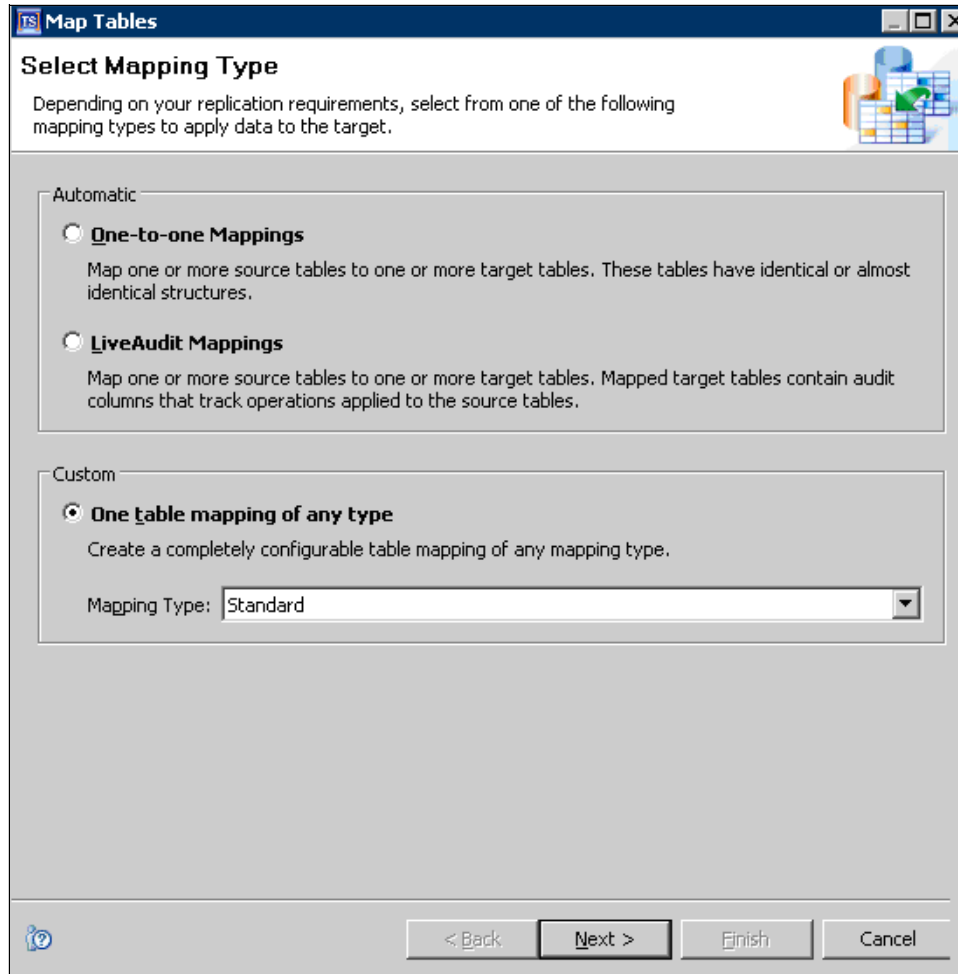 TS Map Tables
Select Mapping Type
Depending on your replication requirements, select from one of the following
mapping types to apply data to the target.
Automatic
One-to-one Mappings
Map one or more source tables to one or more target tables. These tables have identical or almost
identical structures.
LiveAudit Mappings
Map one or more source tables to one or more target tables. Mapped target tables contain audit
columns that track operations applied to the source tables.
Custom
One table mapping of any type
Create a completely configurable table mapping of any mapping type.
Mapping Type: Standard
< Back Next > Finish Cancel